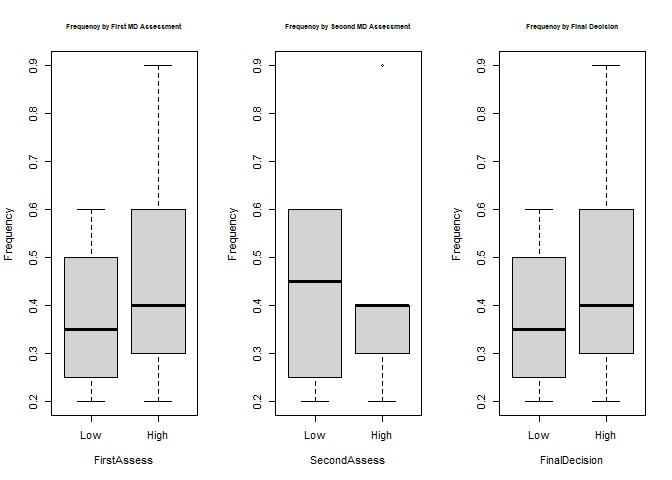 Frequency by First MD Assessment
Frequency
0.9
0.8
0.7
0.6
0.5
0.4
0.3
0.2
Low High
FirstAssess
Frequency by Second MD Assessment
Frequency
0.9
0.8
0.7
0.6
0.5
0.4
0.3
0.2
Low High
SecondAssess
Frequency by Final Decision
Frequency
0.9
0.8
0.7
0.6
0.5
0.4
0.3
0.2
Low High
FinalDecision